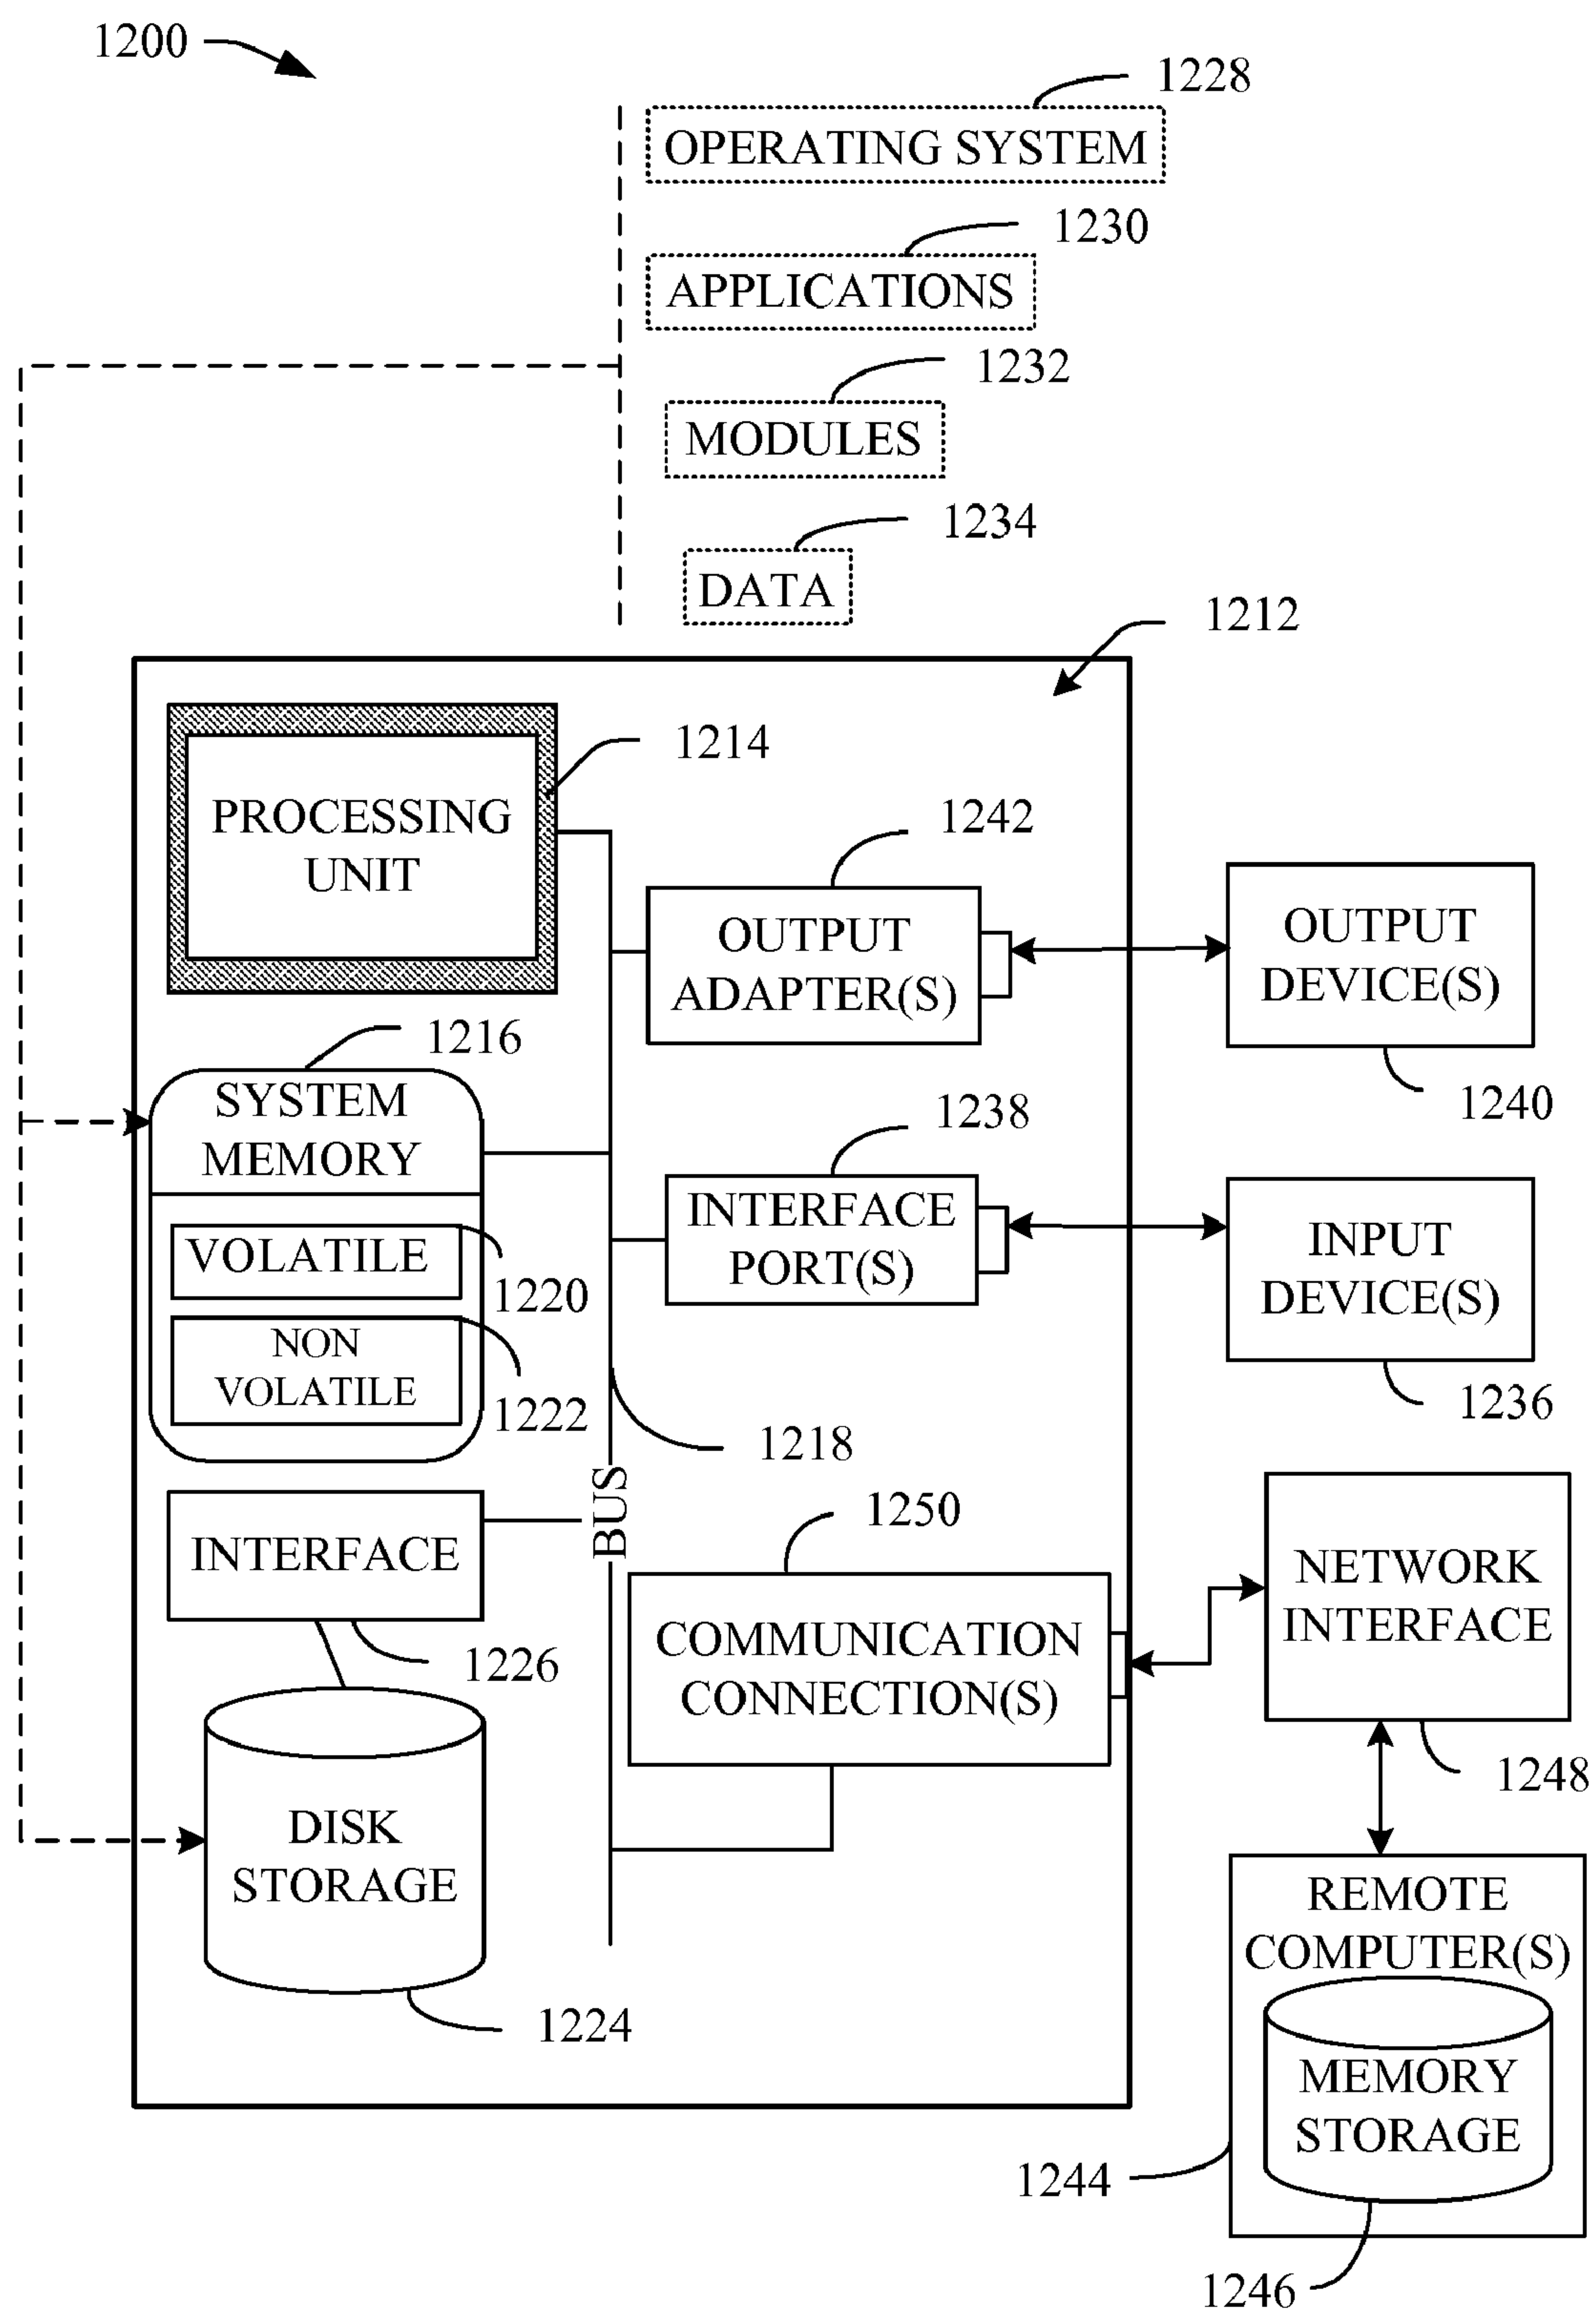 1200
1228
OPERATING SYSTEM
1230
APPLICATIONS
1232
MODULES
1234
DATA
1212
1214
PROCESSING
UNIT
1242
OUTPUT
ADAPTER(S)
OUTPUT
DEVICE(S)
1240
1216
SYSTEM
MEMORY
1238
INTERFACE
PORT(S)
INPUT
DEVICE(S)
1236
VOLATILE
1220
NON
VOLATILE
1222
1218
BUS
INTERFACE
1226
1250
COMMUNICATION
CONNECTION(S)
NETWORK
INTERFACE
1248
DISK
STORAGE
1224
REMOTE
COMPUTER(S)
MEMORY
STORAGE
1244
1246